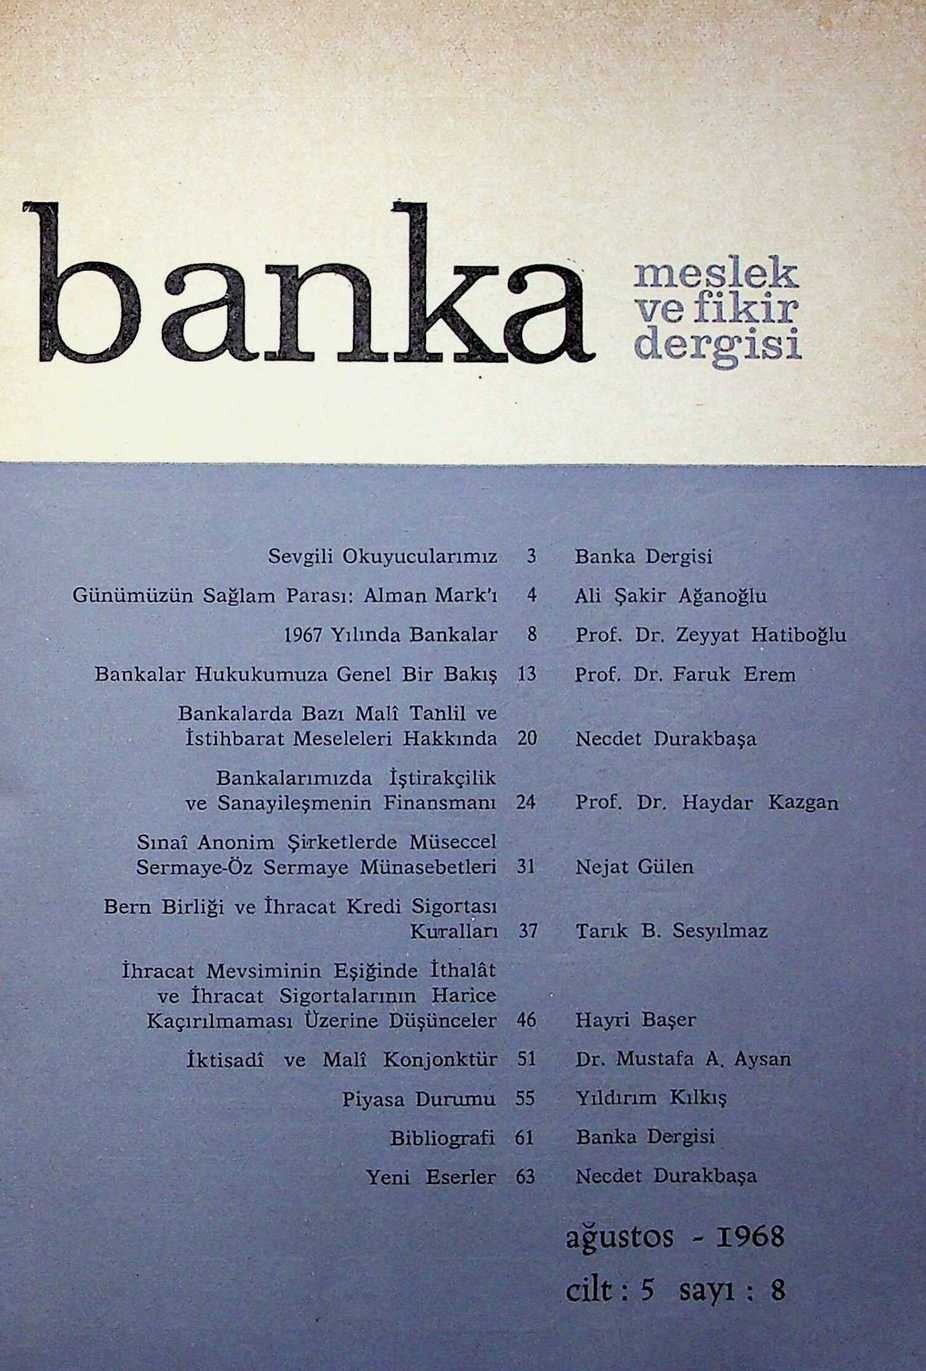 banka
meslek
ve fikir
dergisi
Sevgili Okuyucularımız 3 Banka Dergisi
Günümüzün Sağlam Parası: Alman Mark'ı 4 Ali Şakir Ağanoğlu
1967 Yılında Bankalar 8 Prof. Dr. Zeyyat Hatiboğlu
Bankalar Hukukumuza Genel Bir Bakış 13 Prof. Dr. Faruk Erem
Bankalarda Bazı Malî Tanlil ve
İstihbarat Meseleleri Hakkında 20 Necdet Durakbaşa
Bankalarımızda İştirakçilik
ve Sanayileşmenin Finansmanı 24 Prof. Dr. Haydar Kazgan
Sınaî Anonim Şirketlerde Müseccel
Sermaye-Öz Sermaye Münasebetleri 31 Nejat Gülen
Bern Birliği ve İhracat Kredi Sigortası
Kuralları 37 Tarık B. Sesyılmaz
İhracat Mevsiminin Eşiğinde İthalât
ve İhracat Sigortalarının Harice
Kaçırılmaması Üzerine Düşünceler 46 Hayri Başer
İktisadî ve Malî Konjonktür 51 Dr. Mustafa A. Aysan
Piyasa Durumu 55 Yıldırım Kılkış
Bibliografi 61 Banka Dergisi
Yeni Eserler 63 Necdet Durakbaşa
ağustos - 1968
cilt : 5 sayı : 8